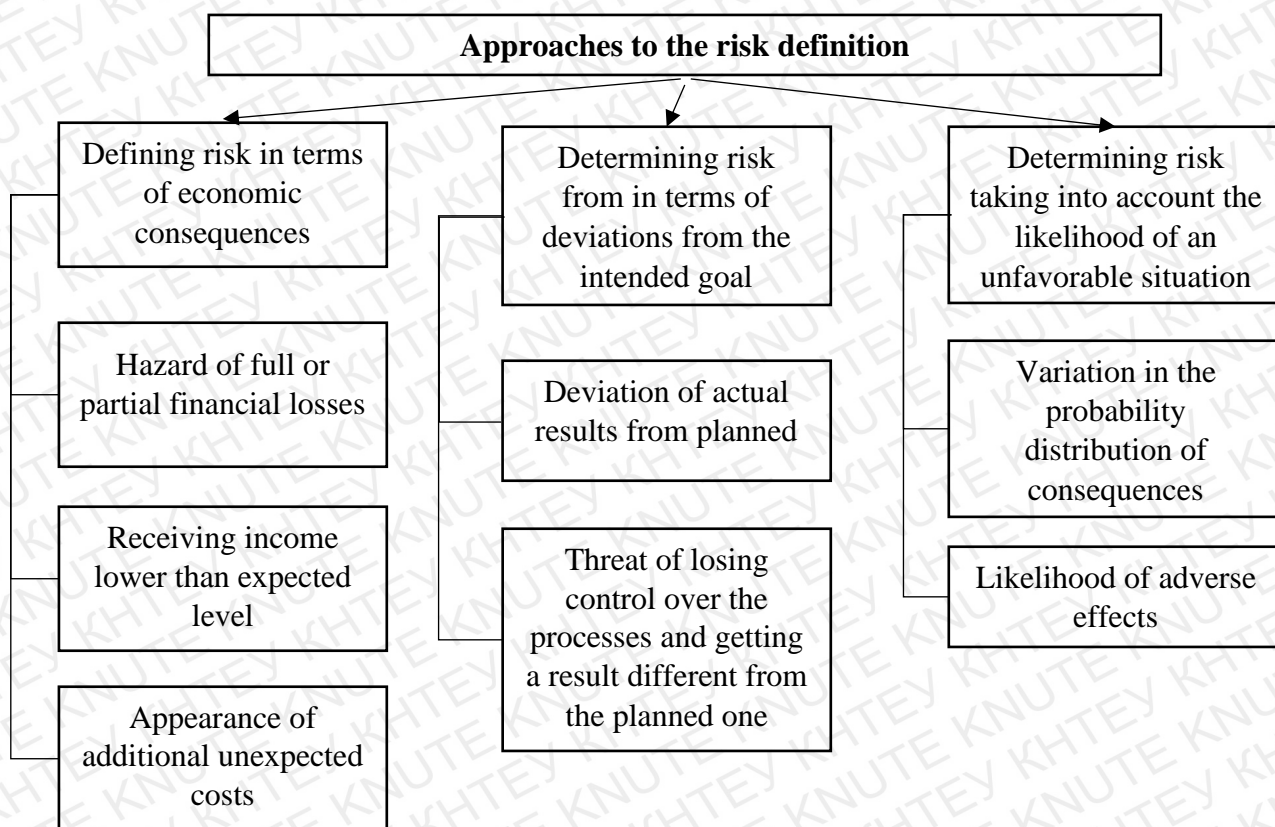 Approaches to the risk definition
Defining risk in terms
of economic
consequences
Hazard of full or
partial financial losses
Receiving income
lower than expected
level
Appearance of
additional unexpected
costs
Determining risk
from in terms of
deviations from the
intended goal
Deviation of actual
results from planned
Threat of losing
control over the
processes and getting
a result different from
the planned one
Determining risk
taking into account the
likelihood of an
unfavorable situation
Variation in the
probability
distribution of
consequences
Likelihood of adverse
effects